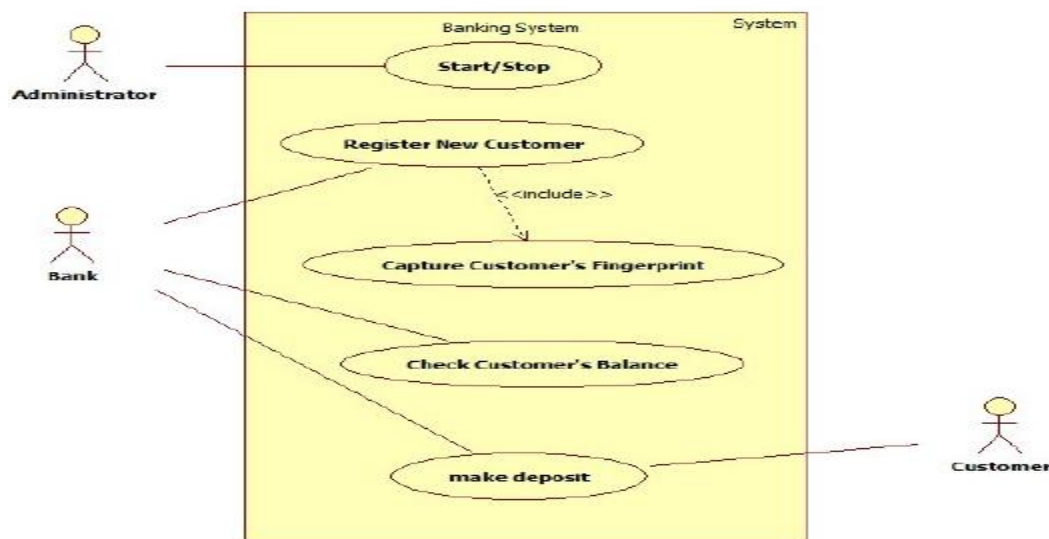 System
Banking System
Start/Stop
Administrator
Register New Customer
<<include>>
Bank
Capture Customer's Fingerprint
Check Customer's Balance
make deposit
Customer